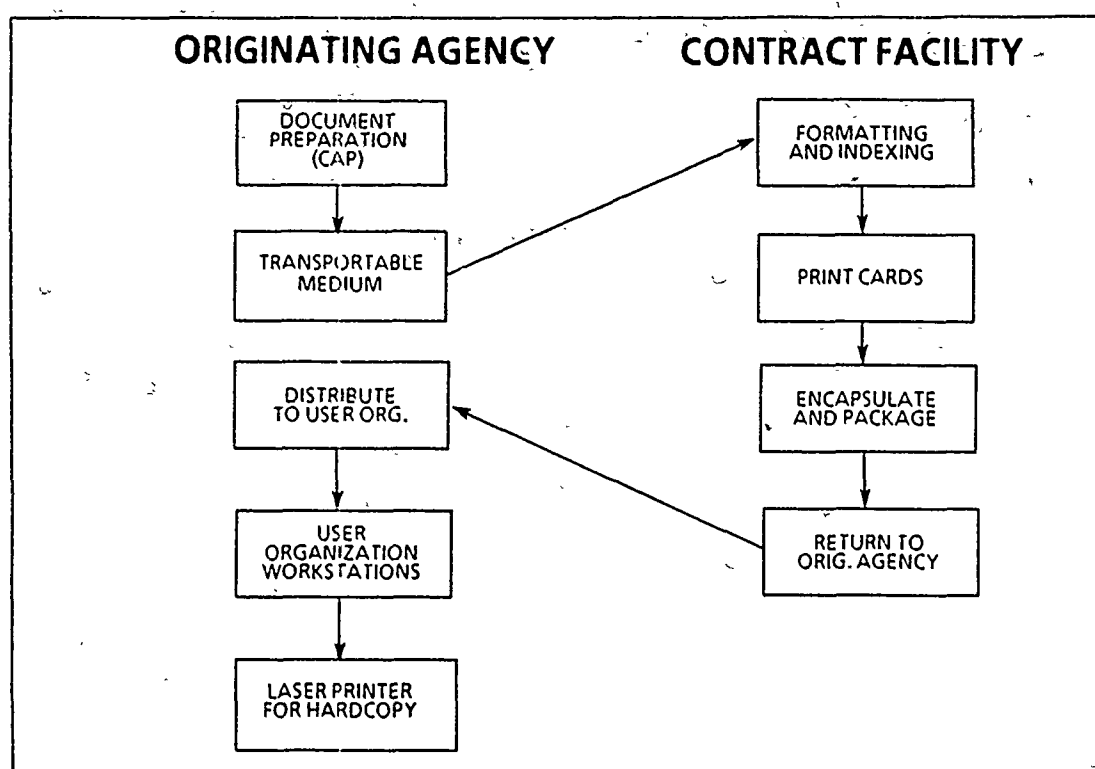 ORIGINATING AGENCY
DOCUMENT
PREPARATION
(CAP)
TRANSPORTABLE
MEDIUM
DISTRIBUTE
TO USER ORG.
USER
ORGANIZATION
WORKSTATIONS
LASER PRINTER
FOR HARDCOPY
CONTRACT FACILITY
FORMATTING
AND INDEXING
PRINT CARDS
ENCAPSULATE
AND PACKAGE
RETURN TO
ORIG. AGENCY